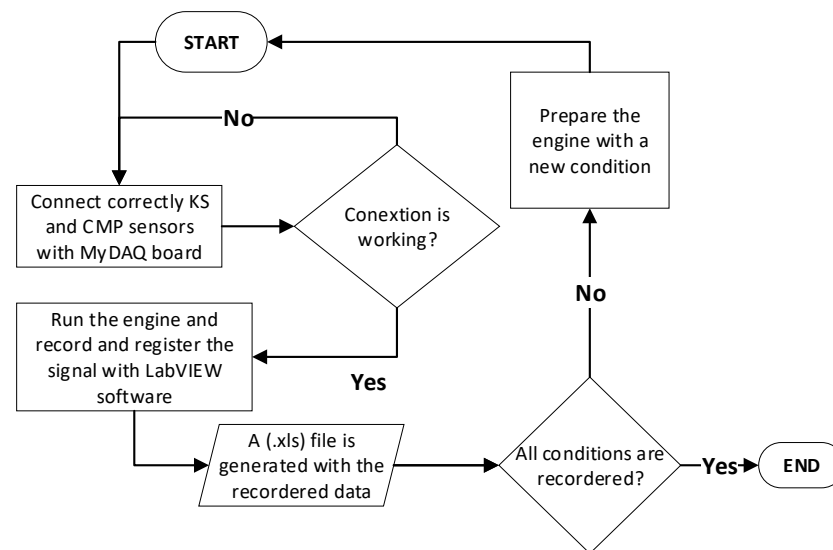 START
No
Connect correctly KS
and CMP sensors
with MyDAQ board
Conextion is
working?
Prepare the
engine with a
new condition
Run the engine and
record and register the
signal with LabVIEW
software
Yes
No
A (.xls) file is
generated with the
recordered data
All conditions are
recordered?
Yes
END